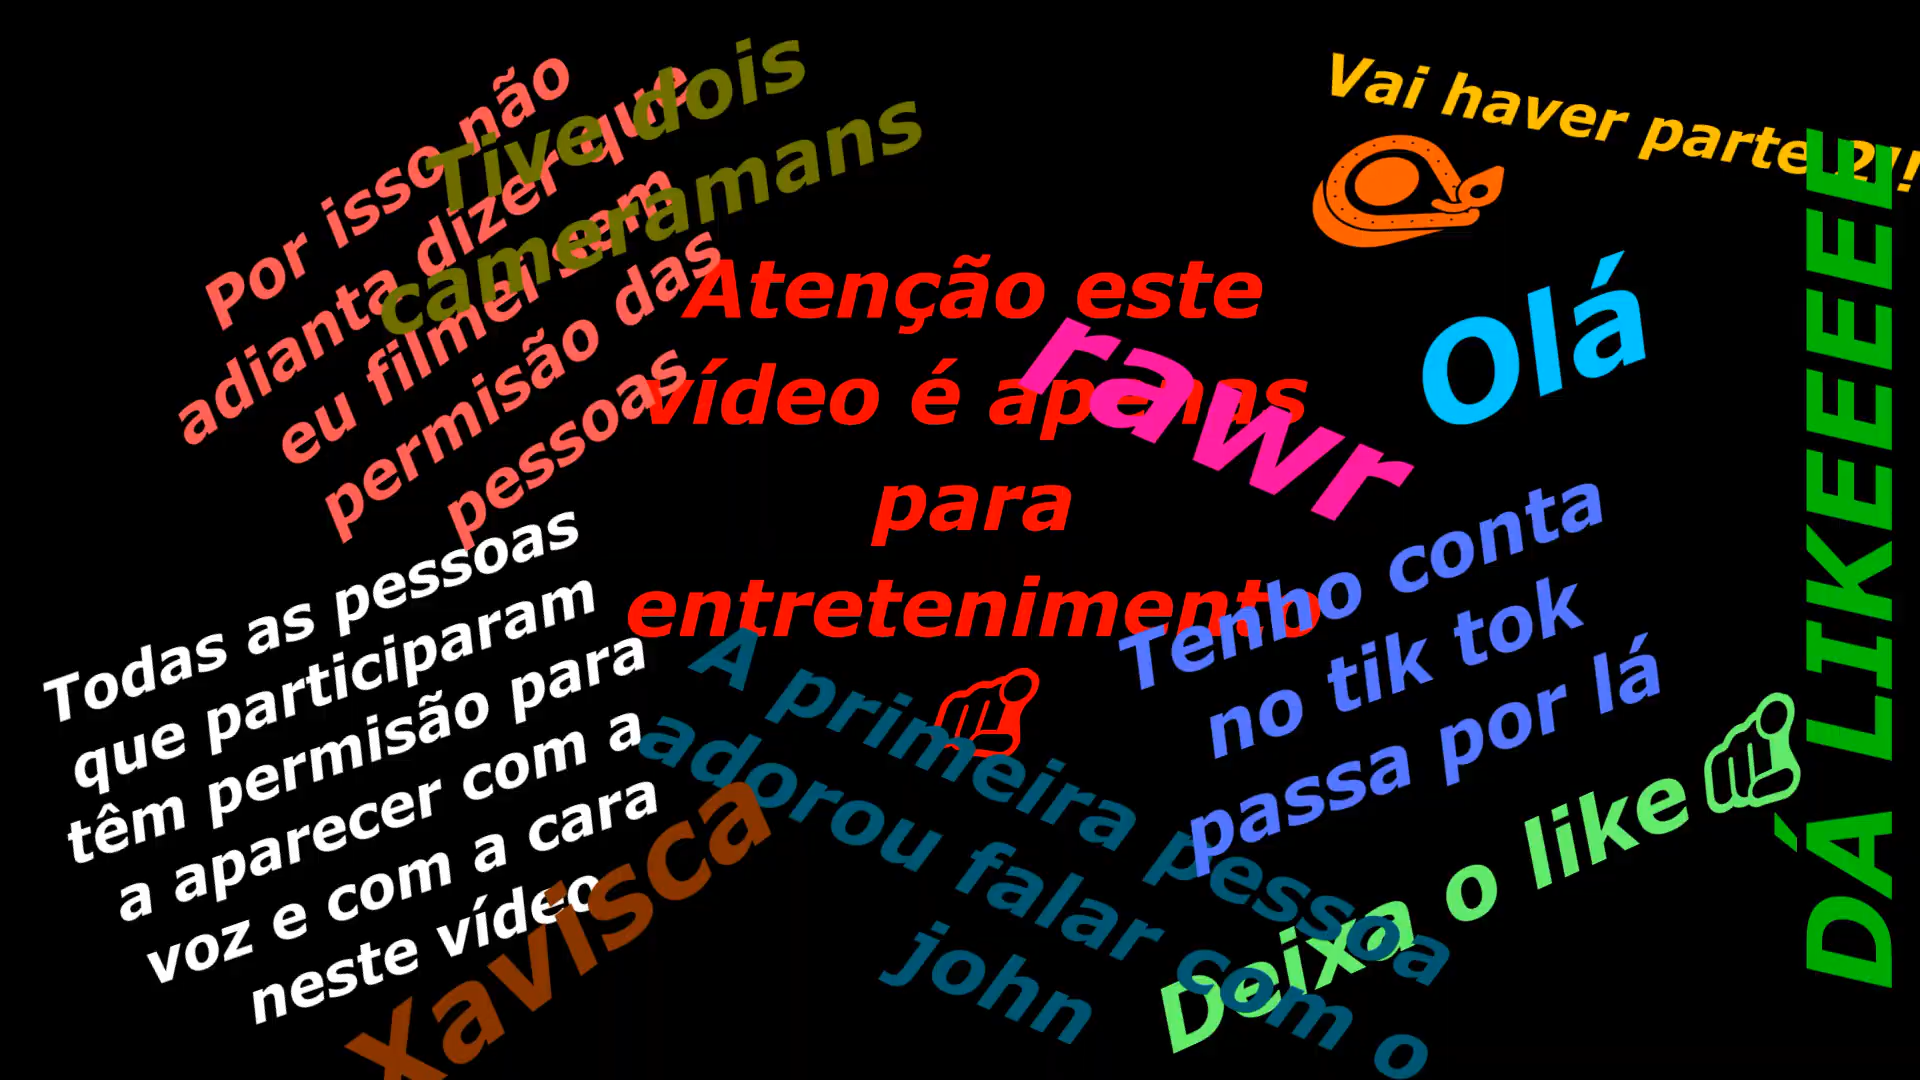 Por isso não
adianta dizer que
eu filmei sem
permisão das
pessoas
Tive dois
cameramans
Vai haver parte 2!!
Atenção este
vídeo é apenas
para
entretenimento
rawr
Olá
DÁ LIKEEEEE
Todas as pessoas
que participaram
têm permisão para
a aparecer com a
voz e com a cara
neste vídeo
Xavisca
A primeira pessoa
adorou falar com o
john
Tenho conta
no tik tok
passa por lá
Deixa o like